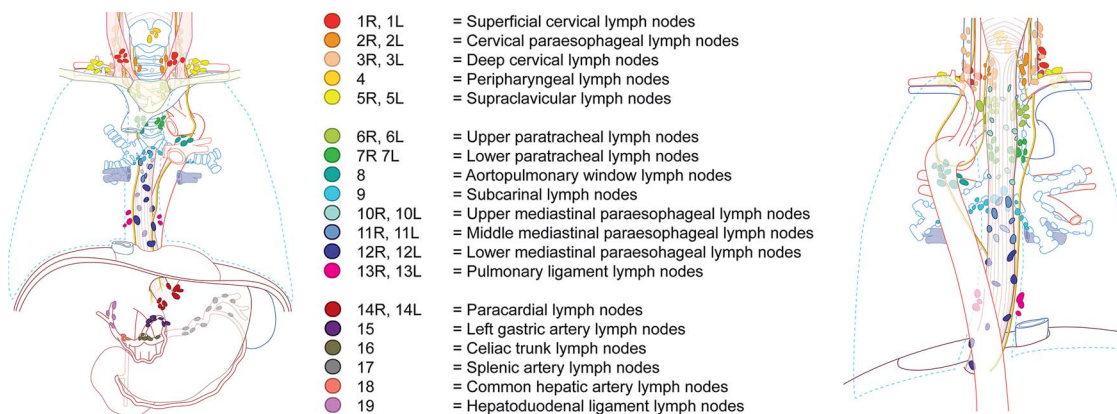 1R, 1L = Superficial cervical lymph nodes
2R, 2L = Cervical paraesophageal lymph nodes
3R, 3L = Deep cervical lymph nodes
4 = Peripharyngeal lymph nodes
5R, 5L = Supraclavicular lymph nodes
6R, 6L = Upper paratracheal lymph nodes
7R 7L = Lower paratracheal lymph nodes
8 = Aortopulmonary window lymph nodes
9 = Subcarinal lymph nodes
10R, 10L = Upper mediastinal paraesophageal lymph nodes
11R, 11L = Middle mediastinal paraesophageal lymph nodes
12R, 12L = Lower mediastinal paraesophageal lymph nodes
13R, 13L = Pulmonary ligament lymph nodes
14R, 14L = Paracardial lymph nodes
15 = Left gastric artery lymph nodes
16 = Celiac trunk lymph nodes
17 = Splenic artery lymph nodes
18 = Common hepatic artery lymph nodes
19 = Hepatoduodenal ligament lymph nodes